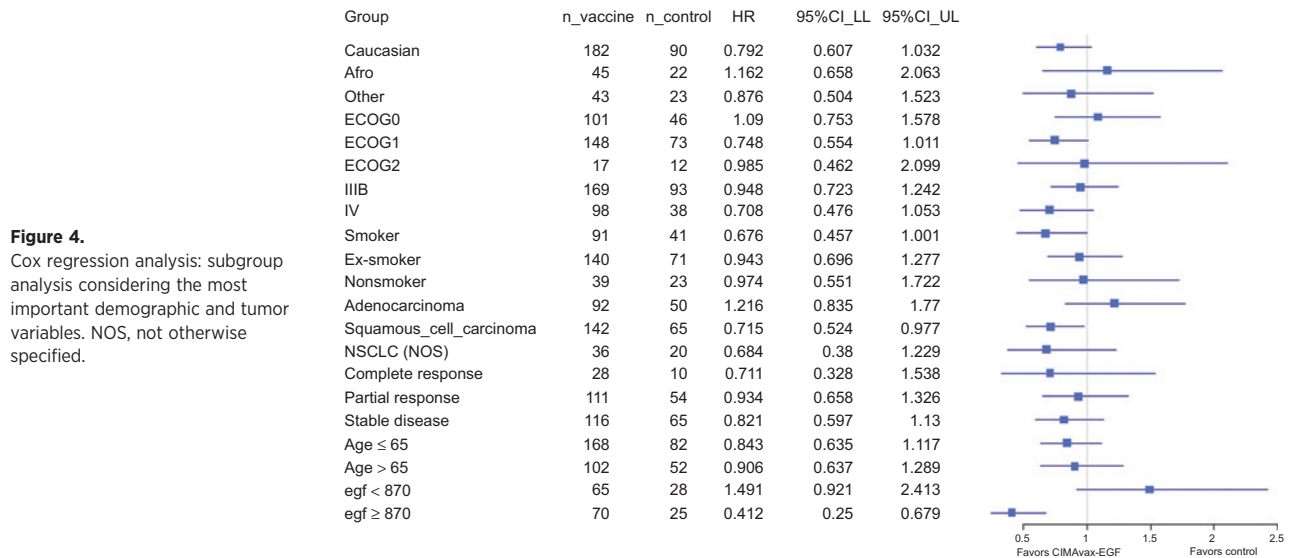 Figure 4.
Cox regression analysis: subgroup
analysis considering the most
important demographic and tumor
variables. NOS, not otherwise
specified.
Group n_vaccine n_control HR 95%CI_LL 95%CI_UL
Caucasian 182 90 0.792 0.607 1.032
Afro 45 22 1.162 0.658 2.063
Other 43 23 0.876 0.504 1.523
ECOG0 101 46 1.09 0.753 1.578
ECOG1 148 73 0.748 0.554 1.011
ECOG2 17 12 0.985 0.462 2.099
IIIB 169 93 0.948 0.723 1.242
IV 98 38 0.708 0.476 1.053
Smoker 91 41 0.676 0.457 1.001
Ex-smoker 140 71 0.943 0.696 1.277
Nonsmoker 39 23 0.974 0.551 1.722
Adenocarcinoma 92 50 1.216 0.835 1.77
Squamous_cell_carcinoma 142 65 0.715 0.524 0.977
NSCLC (NOS) 36 20 0.684 0.38 1.229
Complete response 28 10 0.711 0.328 1.538
Partial response 111 54 0.934 0.658 1.326
Stable disease 116 65 0.821 0.597 1.13
Age ≤ 65 168 82 0.843 0.635 1.117
Age > 65 102 52 0.906 0.637 1.289
egf < 870 65 28 1.491 0.921 2.413
egf ≥ 870 70 25 0.412 0.25 0.679
0.5 1 1.5 2 2.5
Favors CIMAvax-EGF Favors control